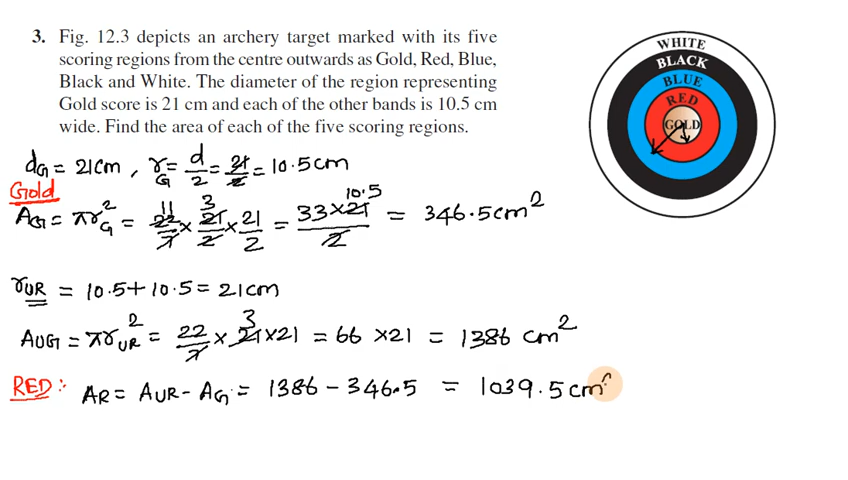 3. Fig. 12.3 depicts an archery target marked with its five
scoring regions from the centre outwards as Gold, Red, Blue,
Black and White. The diameter of the region representing
Gold score is 21 cm and each of the other bands is 10.5 cm
wide. Find the area of each of the five scoring regions.
WHITE
BLACK
BLUE
RED
GOLD
dG = 21cm, rG = d/2 = 21/2 = 10.5cm
Gold
AG = πrG² = 22/7 × 21/2 × 21/2 = 33×21/2 = 346.5cm²
11 3 10.5
rUR = 10.5 + 10.5 = 21cm
AUG = πrUR² = 22/7 × 21 × 21 = 66 × 21 = 1386 cm²
3
RED: AR = AUR - AG = 1386 - 346.5 = 1039.5cm²